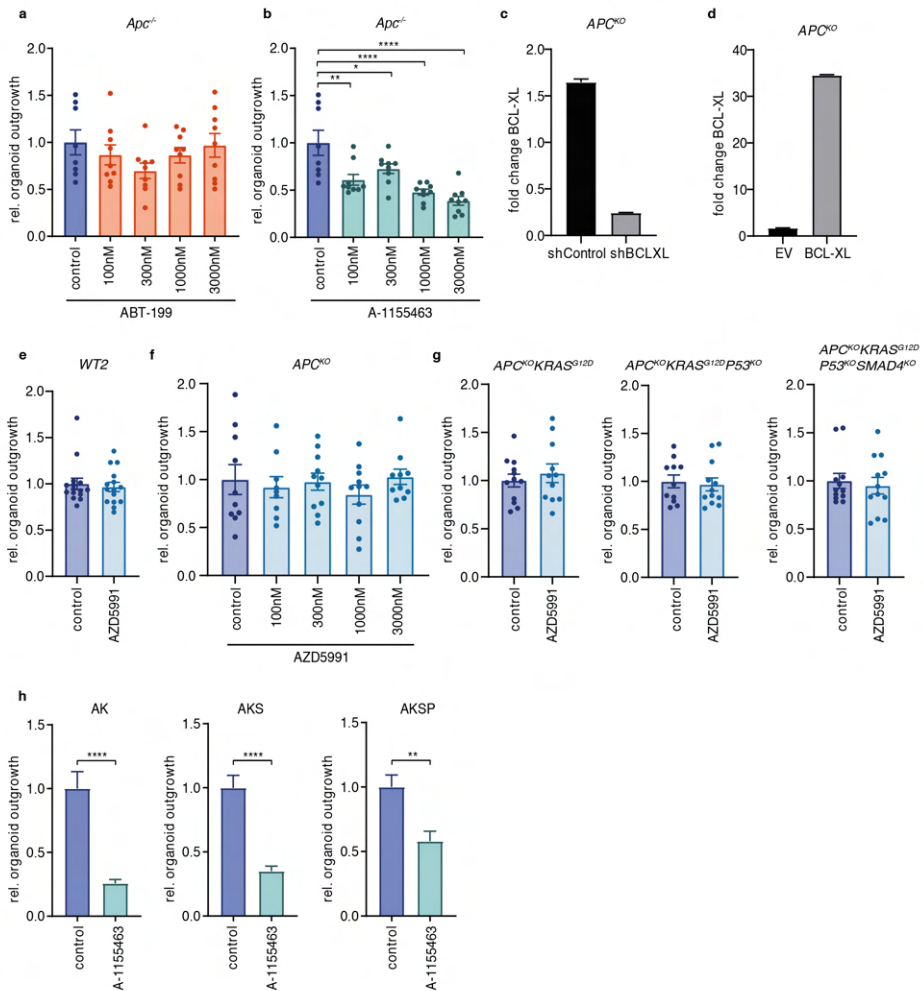 a
Apc-/-
rel. organoid outgrowth
2.0
1.5
1.0
0.5
0.0
control
100nM
300nM
1000nM
3000nM
ABT-199
b
Apc-/-
rel. organoid outgrowth
2.0
1.5
1.0
0.5
0.0
****
****
*
**
control
100nM
300nM
1000nM
3000nM
A-1155463
c
APCKO
fold change BCL-XL
2.0
1.5
1.0
0.5
0.0
shControl shBCLXL
d
APCKO
fold change BCL-XL
40
30
20
10
0
EV BCL-XL
e
WT2
rel. organoid outgrowth
2.0
1.5
1.0
0.5
0.0
control
AZD5991
f
APCKO
rel. organoid outgrowth
2.0
1.5
1.0
0.5
0.0
control
100nM
300nM
1000nM
3000nM
AZD5991
g
APCKOKRASG12D
rel. organoid outgrowth
2.0
1.5
1.0
0.5
0.0
control
AZD5991
APCKOKRASG12DP53KO
rel. organoid outgrowth
2.0
1.5
1.0
0.5
0.0
control
AZD5991
APCKOKRASG12D
P53KOSMAD4KO
rel. organoid outgrowth
2.0
1.5
1.0
0.5
0.0
control
AZD5991
h
AK
rel. organoid outgrowth
1.5
1.0
0.5
0.0
****
control
A-1155463
AKS
rel. organoid outgrowth
1.5
1.0
0.5
0.0
****
control
A-1155463
AKSP
rel. organoid outgrowth
1.5
1.0
0.5
0.0
**
control
A-1155463